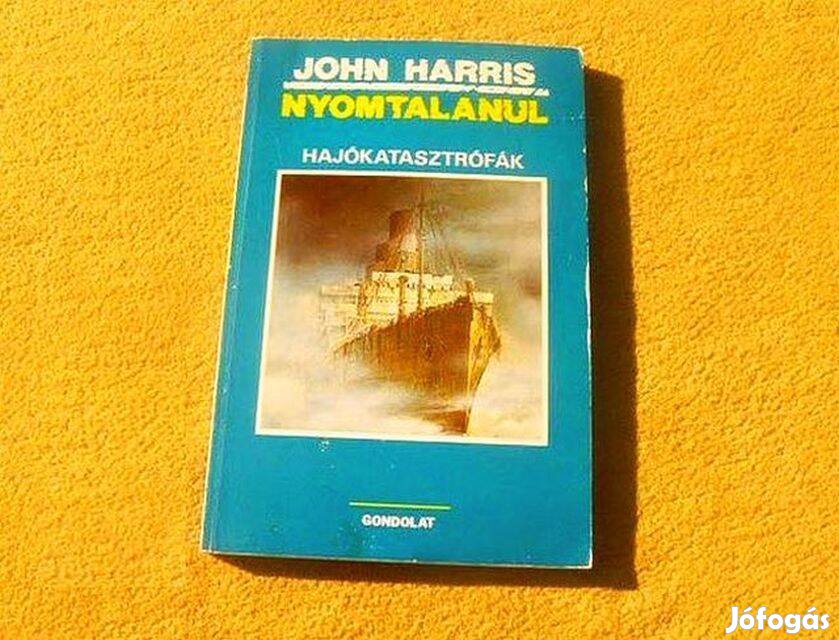 JOHN HARRIS
NYOMTALANUL
HAJÓKATASZTRÓFÁK
GONDOLAT
Jófogás